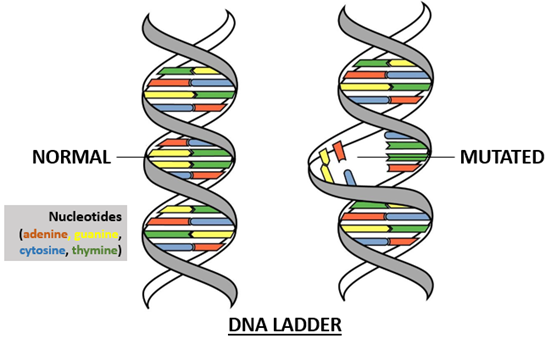 NORMAL
MUTATED
Nucleotides
(adenine, guanine,
cytosine, thymine)
DNA LADDER